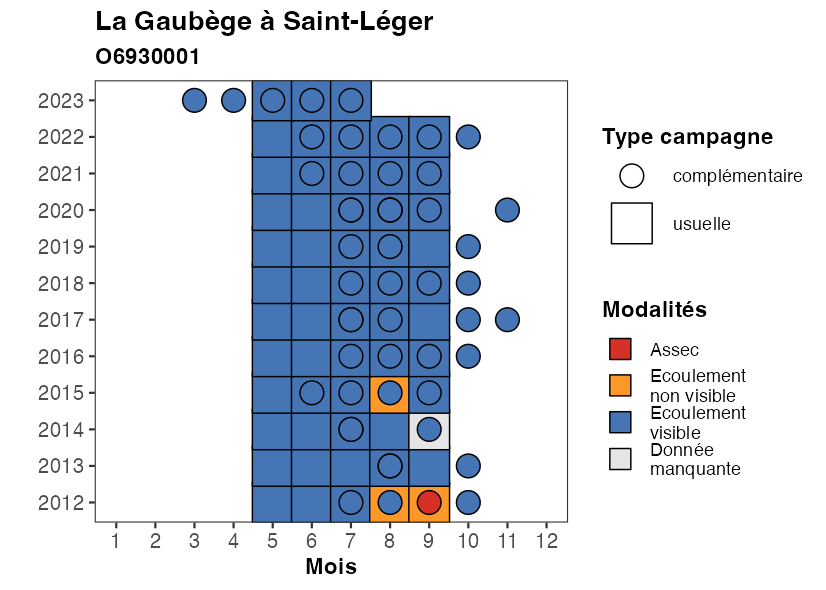 La Gaubège à Saint-Léger
O6930001
2023
2022
2021
2020
2019
2018
2017
2016
2015
2014
2013
2012
1 2 3 4 5 6 7 8 9 10 11 12
Mois
Type campagne
complémentaire
usuelle
Modalités
Assec
Ecoulement
non visible
Ecoulement
visible
Donnée
manquante